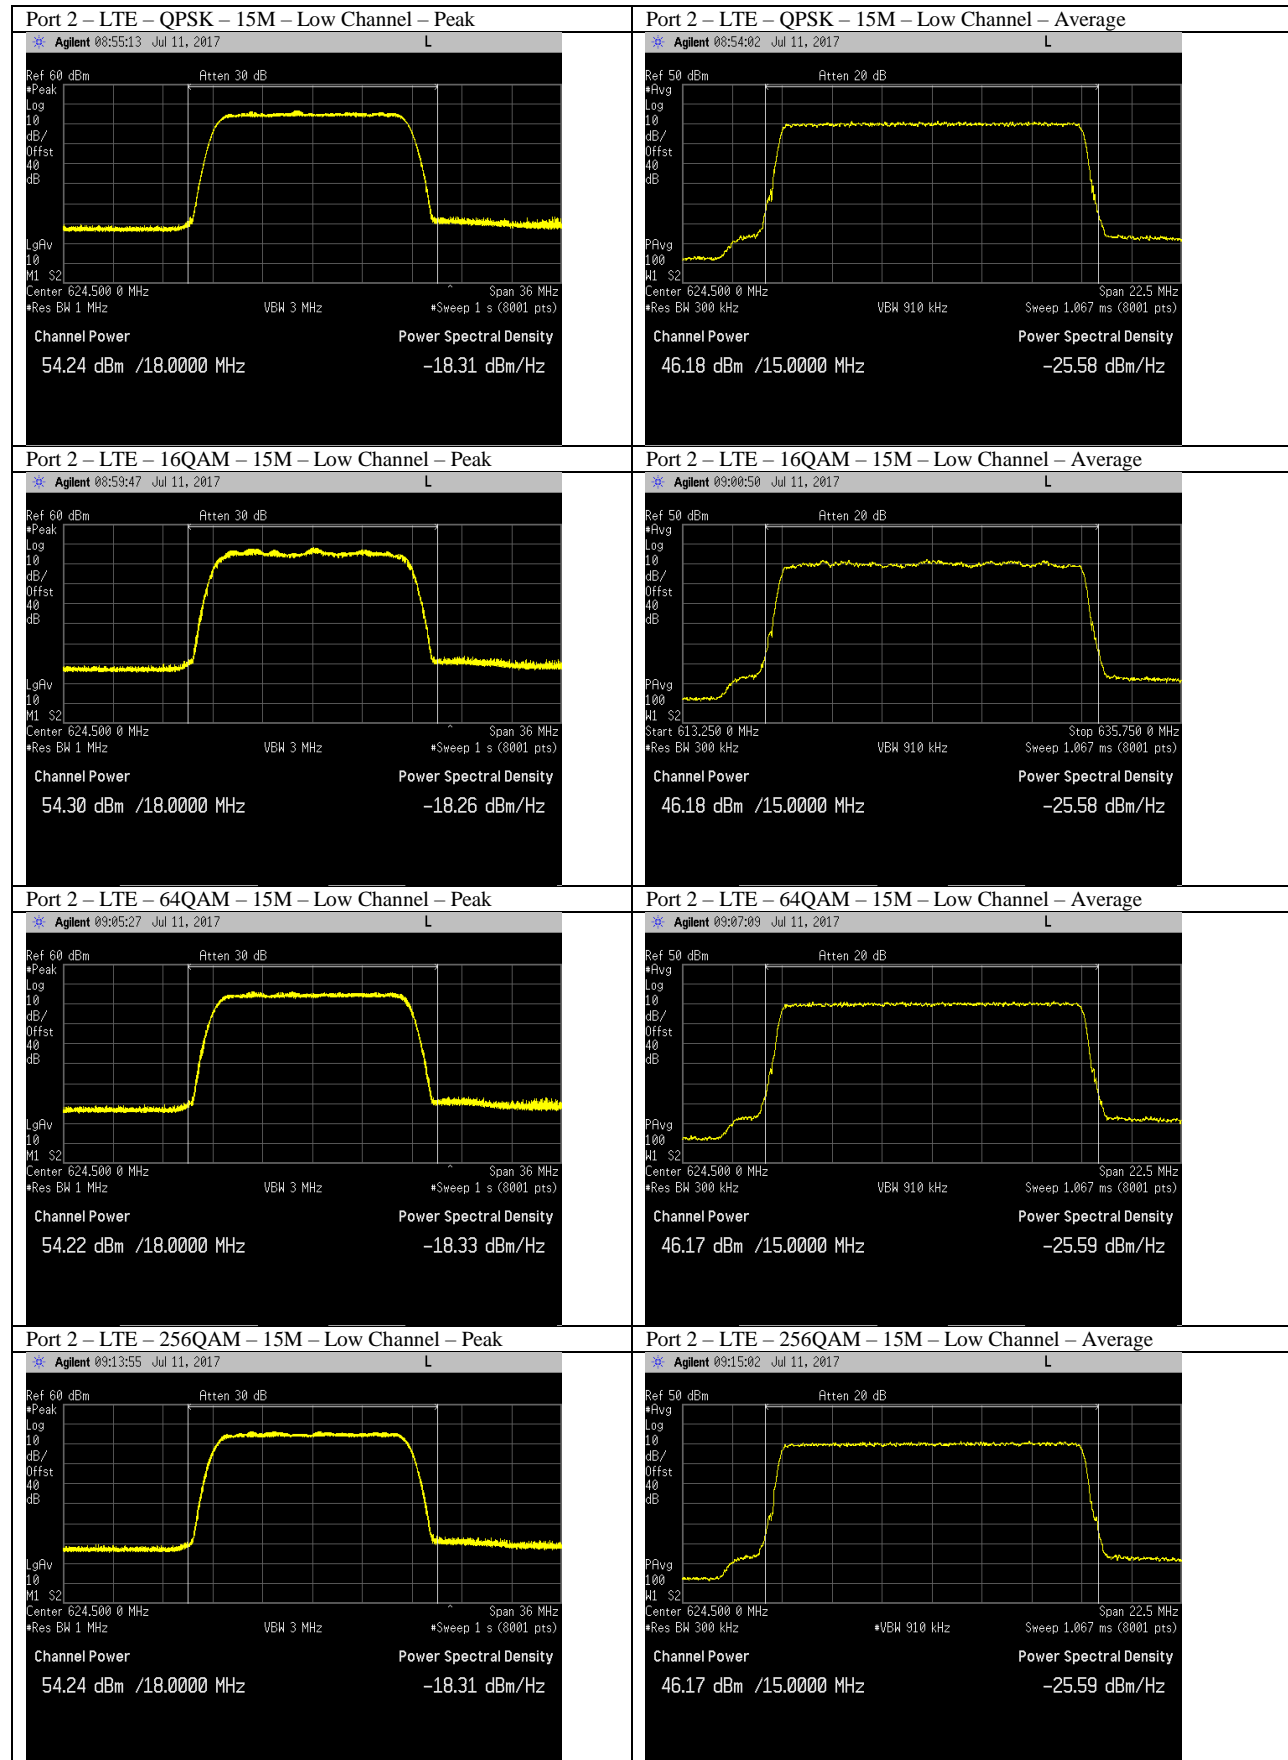 Port 2 – LTE – QPSK – 15M – Low Channel – Peak
Agilent 08:55:13 Jul 11, 2017 L
Ref 60 dBm Atten 30 dB
#Peak
Log
10
dB/
Offst
40
dB
LgAv
10
M1 S2
Center 624.500 0 MHz Span 36 MHz
#Res BW 1 MHz VBW 3 MHz #Sweep 1 s (8001 pts)
Channel Power Power Spectral Density
54.24 dBm /18.0000 MHz -18.31 dBm/Hz
Port 2 – LTE – QPSK – 15M – Low Channel – Average
Agilent 08:54:02 Jul 11, 2017 L
Ref 50 dBm Atten 20 dB
#Avg
Log
10
dB/
Offst
40
dB
PAvg
100
W1 S2
Center 624.500 0 MHz Span 22.5 MHz
#Res BW 300 kHz VBW 910 kHz Sweep 1.067 ms (8001 pts)
Channel Power Power Spectral Density
46.18 dBm /15.0000 MHz -25.58 dBm/Hz
Port 2 – LTE – 16QAM – 15M – Low Channel – Peak
Agilent 08:59:47 Jul 11, 2017 L
Ref 60 dBm Atten 30 dB
#Peak
Log
10
dB/
Offst
40
dB
LgAv
10
M1 S2
Center 624.500 0 MHz Span 36 MHz
#Res BW 1 MHz VBW 3 MHz #Sweep 1 s (8001 pts)
Channel Power Power Spectral Density
54.30 dBm /18.0000 MHz -18.26 dBm/Hz
Port 2 – LTE – 16QAM – 15M – Low Channel – Average
Agilent 09:00:50 Jul 11, 2017 L
Ref 50 dBm Atten 20 dB
#Avg
Log
10
dB/
Offst
40
dB
PAvg
100
W1 S2
Start 613.250 0 MHz Stop 635.750 0 MHz
#Res BW 300 kHz VBW 910 kHz Sweep 1.067 ms (8001 pts)
Channel Power Power Spectral Density
46.18 dBm /15.0000 MHz -25.58 dBm/Hz
Port 2 – LTE – 64QAM – 15M – Low Channel – Peak
Agilent 09:05:27 Jul 11, 2017 L
Ref 60 dBm Atten 30 dB
#Peak
Log
10
dB/
Offst
40
dB
LgAv
10
M1 S2
Center 624.500 0 MHz Span 36 MHz
#Res BW 1 MHz VBW 3 MHz #Sweep 1 s (8001 pts)
Channel Power Power Spectral Density
54.22 dBm /18.0000 MHz -18.33 dBm/Hz
Port 2 – LTE – 64QAM – 15M – Low Channel – Average
Agilent 09:07:09 Jul 11, 2017 L
Ref 50 dBm Atten 20 dB
#Avg
Log
10
dB/
Offst
40
dB
PAvg
100
W1 S2
Center 624.500 0 MHz Span 22.5 MHz
#Res BW 300 kHz VBW 910 kHz Sweep 1.067 ms (8001 pts)
Channel Power Power Spectral Density
46.17 dBm /15.0000 MHz -25.59 dBm/Hz
Port 2 – LTE – 256QAM – 15M – Low Channel – Peak
Agilent 09:13:55 Jul 11, 2017 L
Ref 60 dBm Atten 30 dB
#Peak
Log
10
dB/
Offst
40
dB
LgAv
10
M1 S2
Center 624.500 0 MHz Span 36 MHz
#Res BW 1 MHz VBW 3 MHz #Sweep 1 s (8001 pts)
Channel Power Power Spectral Density
54.24 dBm /18.0000 MHz -18.31 dBm/Hz
Port 2 – LTE – 256QAM – 15M – Low Channel – Average
Agilent 09:15:02 Jul 11, 2017 L
Ref 50 dBm Atten 20 dB
#Avg
Log
10
dB/
Offst
40
dB
PAvg
100
W1 S2
Center 624.500 0 MHz Span 22.5 MHz
#Res BW 300 kHz #VBW 910 kHz Sweep 1.067 ms (8001 pts)
Channel Power Power Spectral Density
46.17 dBm /15.0000 MHz -25.59 dBm/Hz